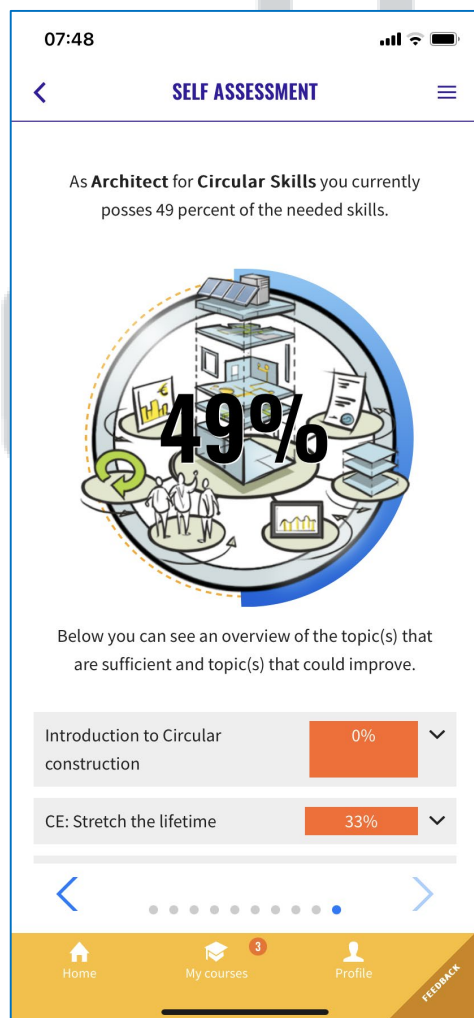 07:48
SELF ASSESSMENT
As Architect for Circular Skills you currently
posses 49 percent of the needed skills.
49%
Below you can see an overview of the topic(s) that
are sufficient and topic(s) that could improve.
Introduction to Circular
construction
0%
CE: Stretch the lifetime
33%
3
Home
My courses
Profile
FEEDBACK